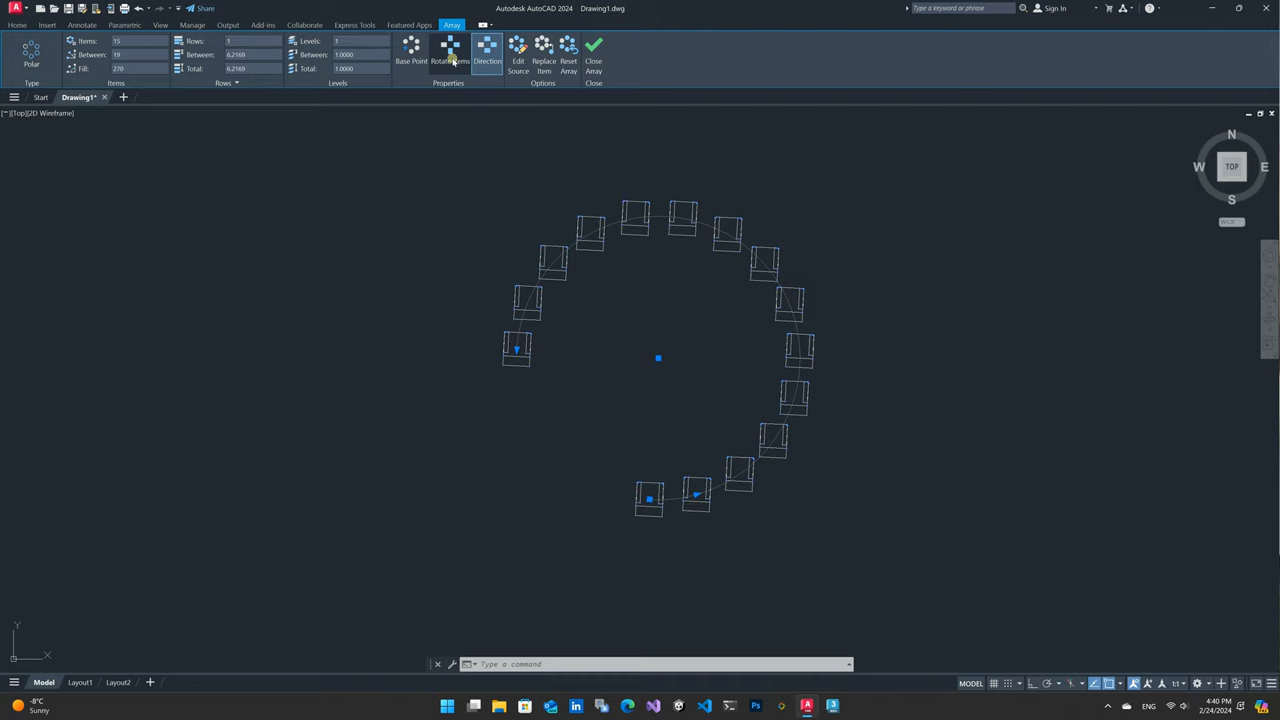 Share
Autodesk AutoCAD 2024 Drawing1.dwg
Type a keyword or phrase
Sign In
Home Insert Annotate Parametric View Manage Output Add-ins Collaborate Express Tools Featured Apps Array
Items: 15 Rows: 1 Levels: 1
Between: 19 Between: 6.2169 Between: 1.0000
Fill: 270 Total: 6.2169 Total: 1.0000
Polar
Base Point Rotate Items Direction
Edit Source
Replace Item
Reset Array
Close Array
Type Items Rows Levels Properties Options Close
Start Drawing1*
[−][Top][2D Wireframe]
N
W TOP E
S
WCS
Y
X
Type a command
Model Layout1 Layout2
MODEL 1:1
-8°C
Sunny
ENG
4:40 PM
2/24/2024